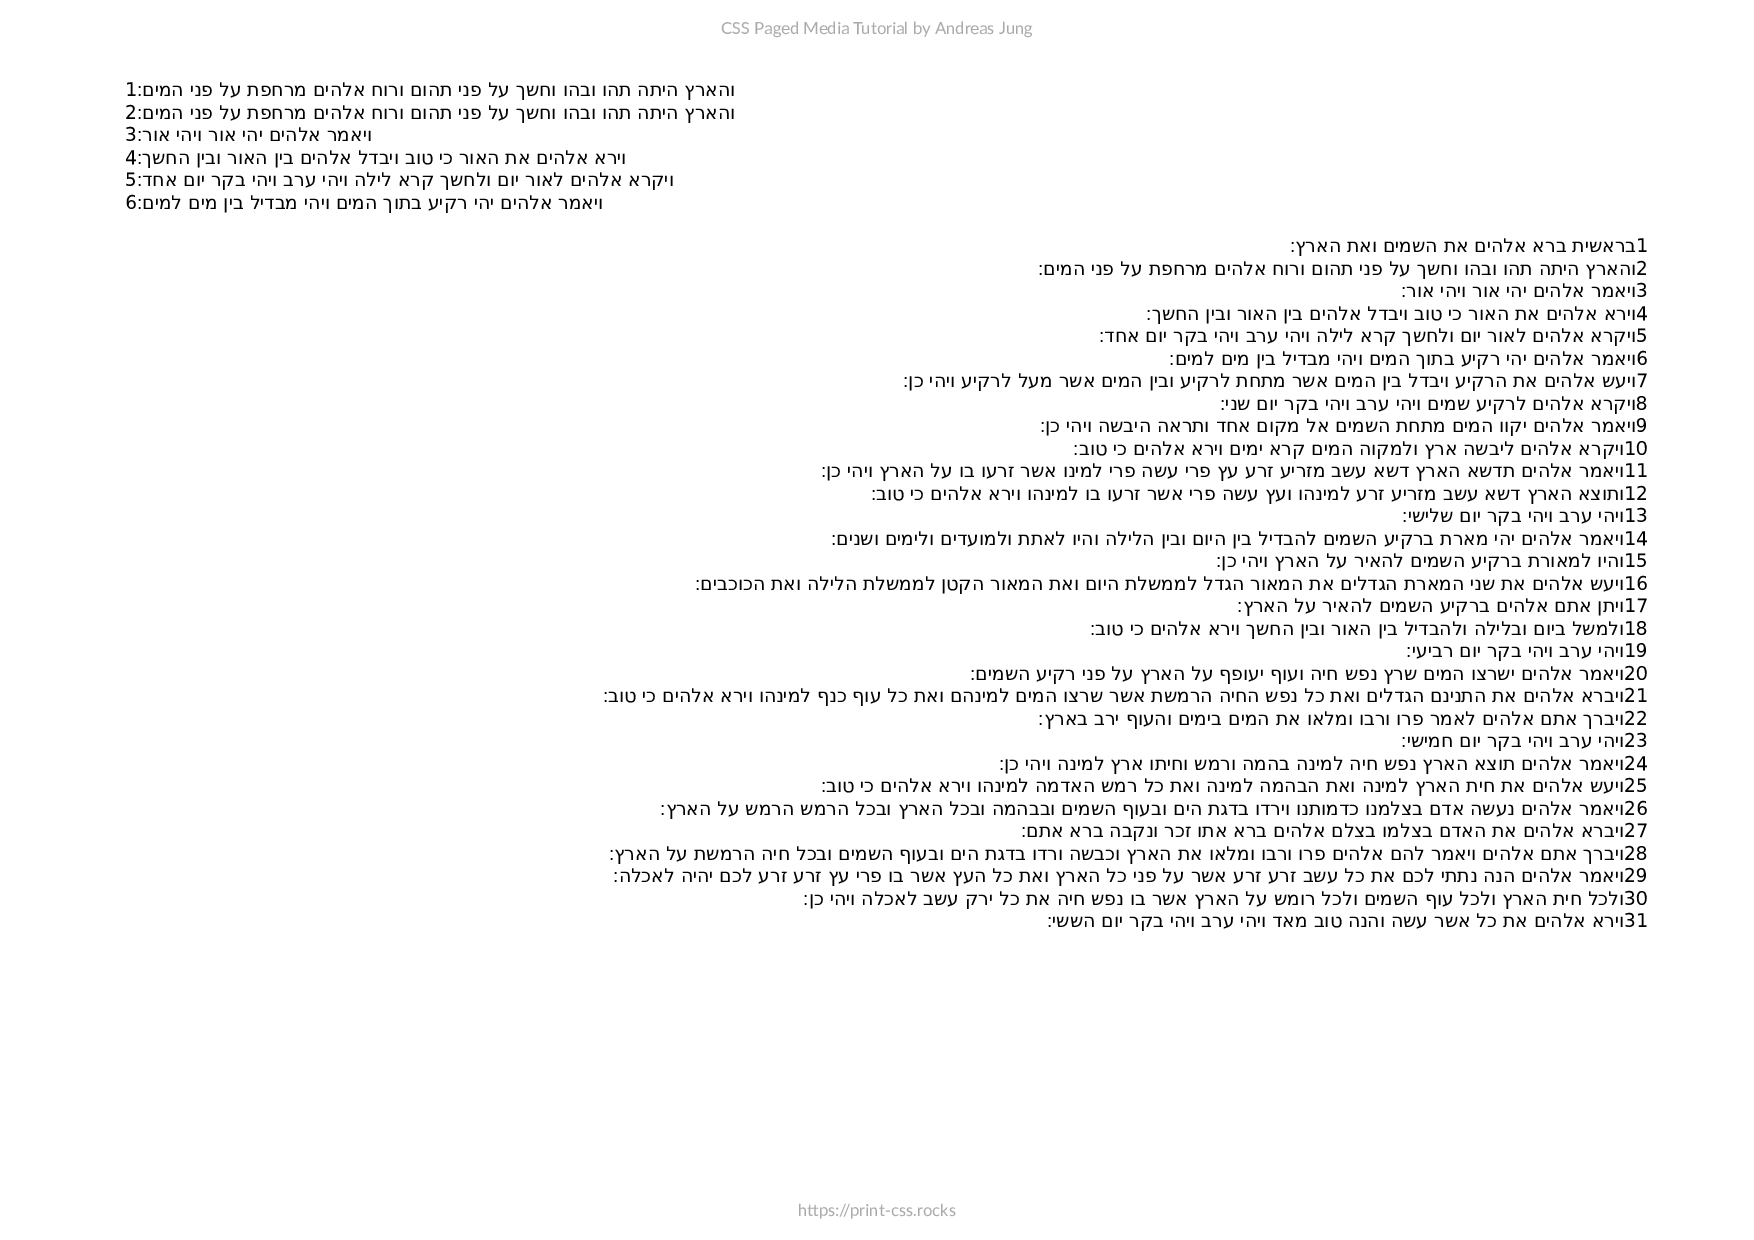 CSS Paged Media Tutorial by Andreas Jung
1והארץ היתה תהו ובהו וחשך על פני תהום ורוח אלהים מרחפת על פני המים:
2והארץ היתה תהו ובהו וחשך על פני תהום ורוח אלהים מרחפת על פני המים:
3ויאמר אלהים יהי אור ויהי אור:
4וירא אלהים את האור כי טוב ויבדל אלהים בין האור ובין החשך:
5ויקרא אלהים לאור יום ולחשך קרא לילה ויהי ערב ויהי בקר יום אחד:
6ויאמר אלהים יהי רקיע בתוך המים ויהי מבדיל בין מים למים:
1בראשית ברא אלהים את השמים ואת הארץ:
2והארץ היתה תהו ובהו וחשך על פני תהום ורוח אלהים מרחפת על פני המים:
3ויאמר אלהים יהי אור ויהי אור:
4וירא אלהים את האור כי טוב ויבדל אלהים בין האור ובין החשך:
5ויקרא אלהים לאור יום ולחשך קרא לילה ויהי ערב ויהי בקר יום אחד:
6ויאמר אלהים יהי רקיע בתוך המים ויהי מבדיל בין מים למים:
7ויעש אלהים את הרקיע ויבדל בין המים אשר מתחת לרקיע ובין המים אשר מעל לרקיע ויהי כן:
8ויקרא אלהים לרקיע שמים ויהי ערב ויהי בקר יום שני:
9ויאמר אלהים יקוו המים מתחת השמים אל מקום אחד ותראה היבשה ויהי כן:
10ויקרא אלהים ליבשה ארץ ולמקוה המים קרא ימים וירא אלהים כי טוב:
11ויאמר אלהים תדשא הארץ דשא עשב מזריע זרע עץ פרי עשה פרי למינו אשר זרעו בו על הארץ ויהי כן:
12ותוצא הארץ דשא עשב מזריע זרע למינהו ועץ עשה פרי אשר זרעו בו למינהו וירא אלהים כי טוב:
13ויהי ערב ויהי בקר יום שלישי:
14ויאמר אלהים יהי מארת ברקיע השמים להבדיל בין היום ובין הלילה והיו לאתת ולמועדים ולימים ושנים:
15והיו למאורת ברקיע השמים להאיר על הארץ ויהי כן:
16ויעש אלהים את שני המארת הגדלים את המאור הגדל לממשלת היום ואת המאור הקטן לממשלת הלילה ואת הכוכבים:
17ויתן אתם אלהים ברקיע השמים להאיר על הארץ:
18ולמשל ביום ובלילה ולהבדיל בין האור ובין החשך וירא אלהים כי טוב:
19ויהי ערב ויהי בקר יום רביעי:
20ויאמר אלהים ישרצו המים שרץ נפש חיה ועוף יעופף על הארץ על פני רקיע השמים:
21ויברא אלהים את התנינם הגדלים ואת כל נפש החיה הרמשת אשר שרצו המים למינהם ואת כל עוף כנף למינהו וירא אלהים כי טוב:
22ויברך אתם אלהים לאמר פרו ורבו ומלאו את המים בימים והעוף ירב בארץ:
23ויהי ערב ויהי בקר יום חמישי:
24ויאמר אלהים תוצא הארץ נפש חיה למינה בהמה ורמש וחיתו ארץ למינה ויהי כן:
25ויעש אלהים את חית הארץ למינה ואת הבהמה למינה ואת כל רמש האדמה למינהו וירא אלהים כי טוב:
26ויאמר אלהים נעשה אדם בצלמנו כדמותנו וירדו בדגת הים ובעוף השמים ובבהמה ובכל הארץ ובכל הרמש הרמש על הארץ:
27ויברא אלהים את האדם בצלמו בצלם אלהים ברא אתו זכר ונקבה ברא אתם:
28ויברך אתם אלהים ויאמר להם אלהים פרו ורבו ומלאו את הארץ וכבשה ורדו בדגת הים ובעוף השמים ובכל חיה הרמשת על הארץ:
29ויאמר אלהים הנה נתתי לכם את כל עשב זרע זרע אשר על פני כל הארץ ואת כל העץ אשר בו פרי עץ זרע זרע לכם יהיה לאכלה:
30ולכל חית הארץ ולכל עוף השמים ולכל רומש על הארץ אשר בו נפש חיה את כל ירק עשב לאכלה ויהי כן:
31וירא אלהים את כל אשר עשה והנה טוב מאד ויהי ערב ויהי בקר יום הששי:
https://print-css.rocks